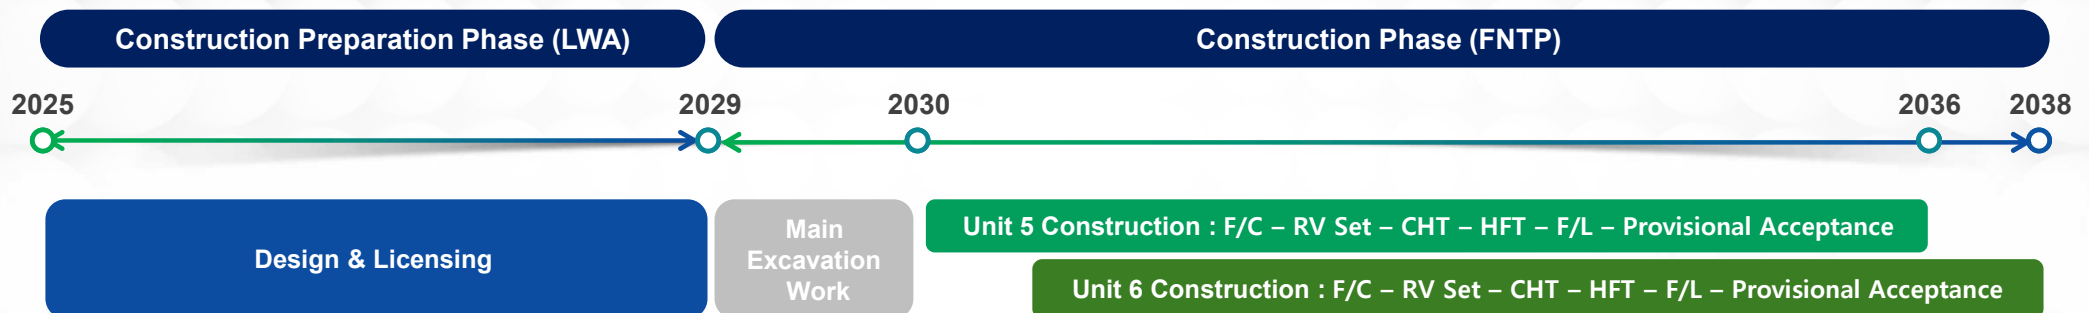 Construction Preparation Phase (LWA)
Construction Phase (FNTP)
2025
2029
2030
2036
2038
Design & Licensing
Main
Excavation
Work
Unit 5 Construction : F/C – RV Set – CHT – HFT – F/L – Provisional Acceptance
Unit 6 Construction : F/C – RV Set – CHT – HFT – F/L – Provisional Acceptance